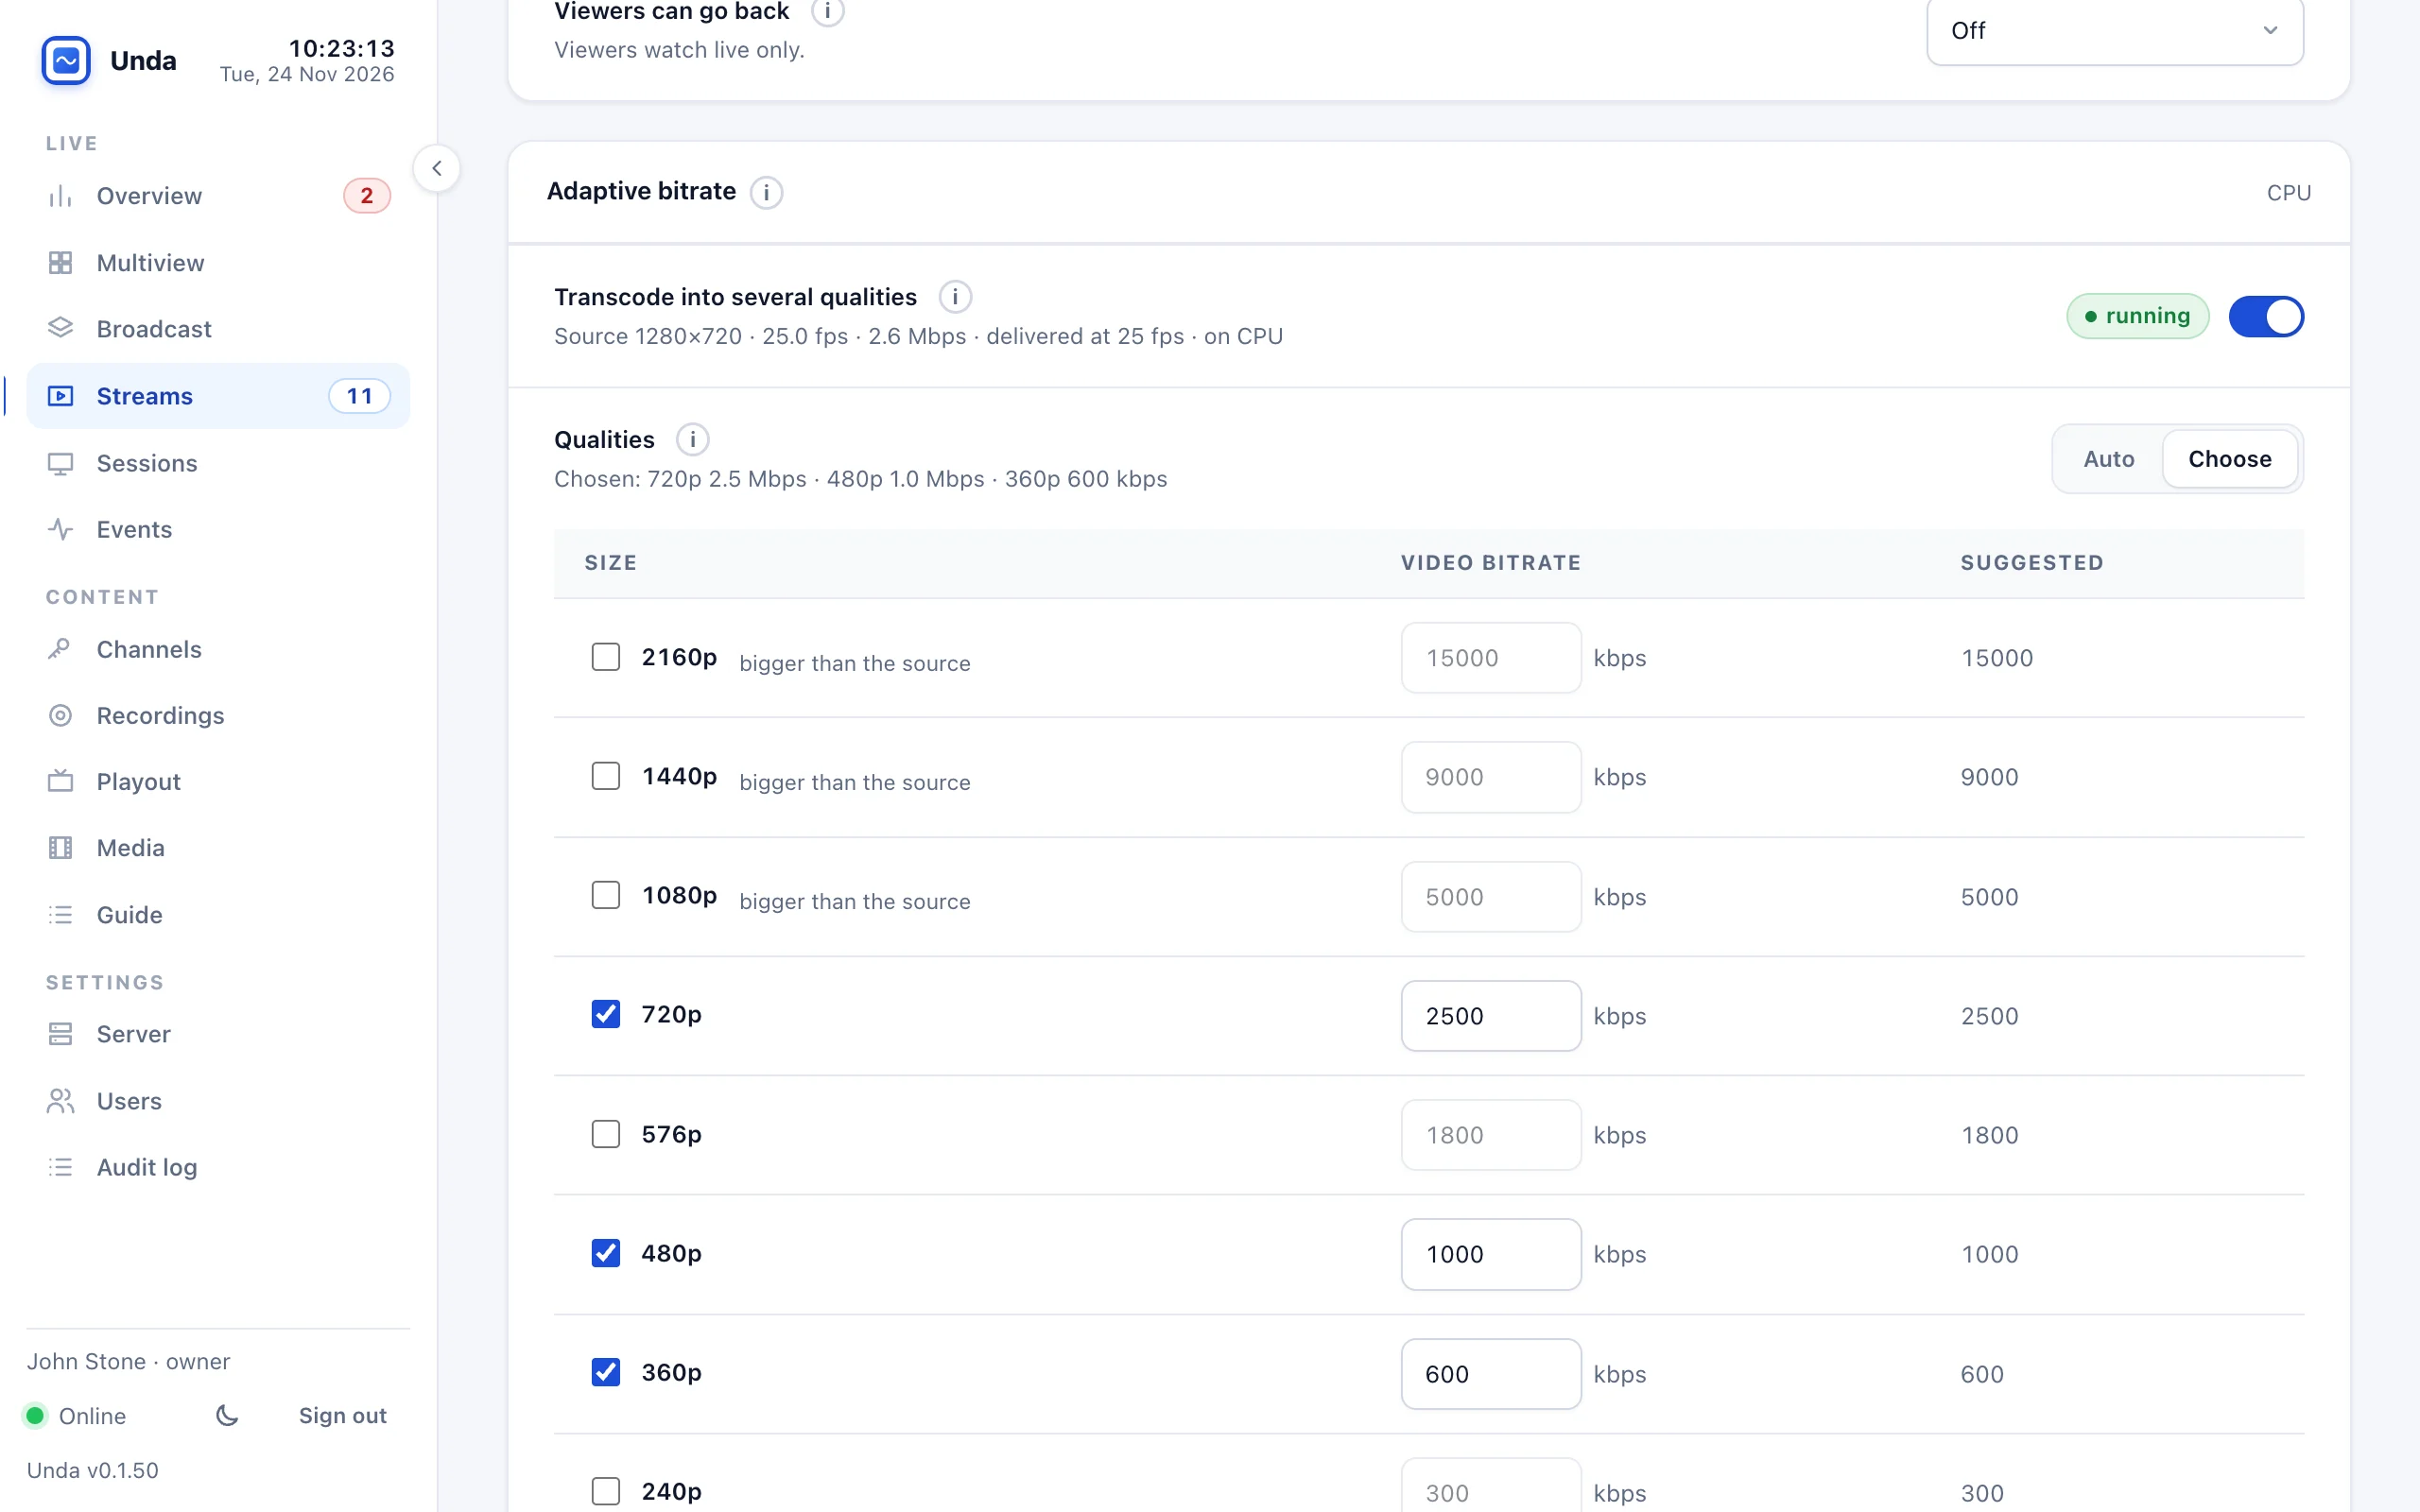 Unda
10:23:13
Tue, 24 Nov 2026
LIVE
Overview 2
Multiview
Broadcast
Streams 11
Sessions
Events
CONTENT
Channels
Recordings
Playout
Media
Guide
SETTINGS
Server
Users
Audit log
John Stone · owner
Online Sign out
Unda v0.1.50
Viewers can go back i
Viewers watch live only.
Off
Adaptive bitrate i CPU
Transcode into several qualities i
Source 1280×720 · 25.0 fps · 2.6 Mbps · delivered at 25 fps · on CPU
running
Qualities i
Chosen: 720p 2.5 Mbps · 480p 1.0 Mbps · 360p 600 kbps
Auto Choose
SIZE VIDEO BITRATE SUGGESTED
2160p bigger than the source 15000 kbps 15000
1440p bigger than the source 9000 kbps 9000
1080p bigger than the source 5000 kbps 5000
720p 2500 kbps 2500
576p 1800 kbps 1800
480p 1000 kbps 1000
360p 600 kbps 600
240p 300 kbps 300